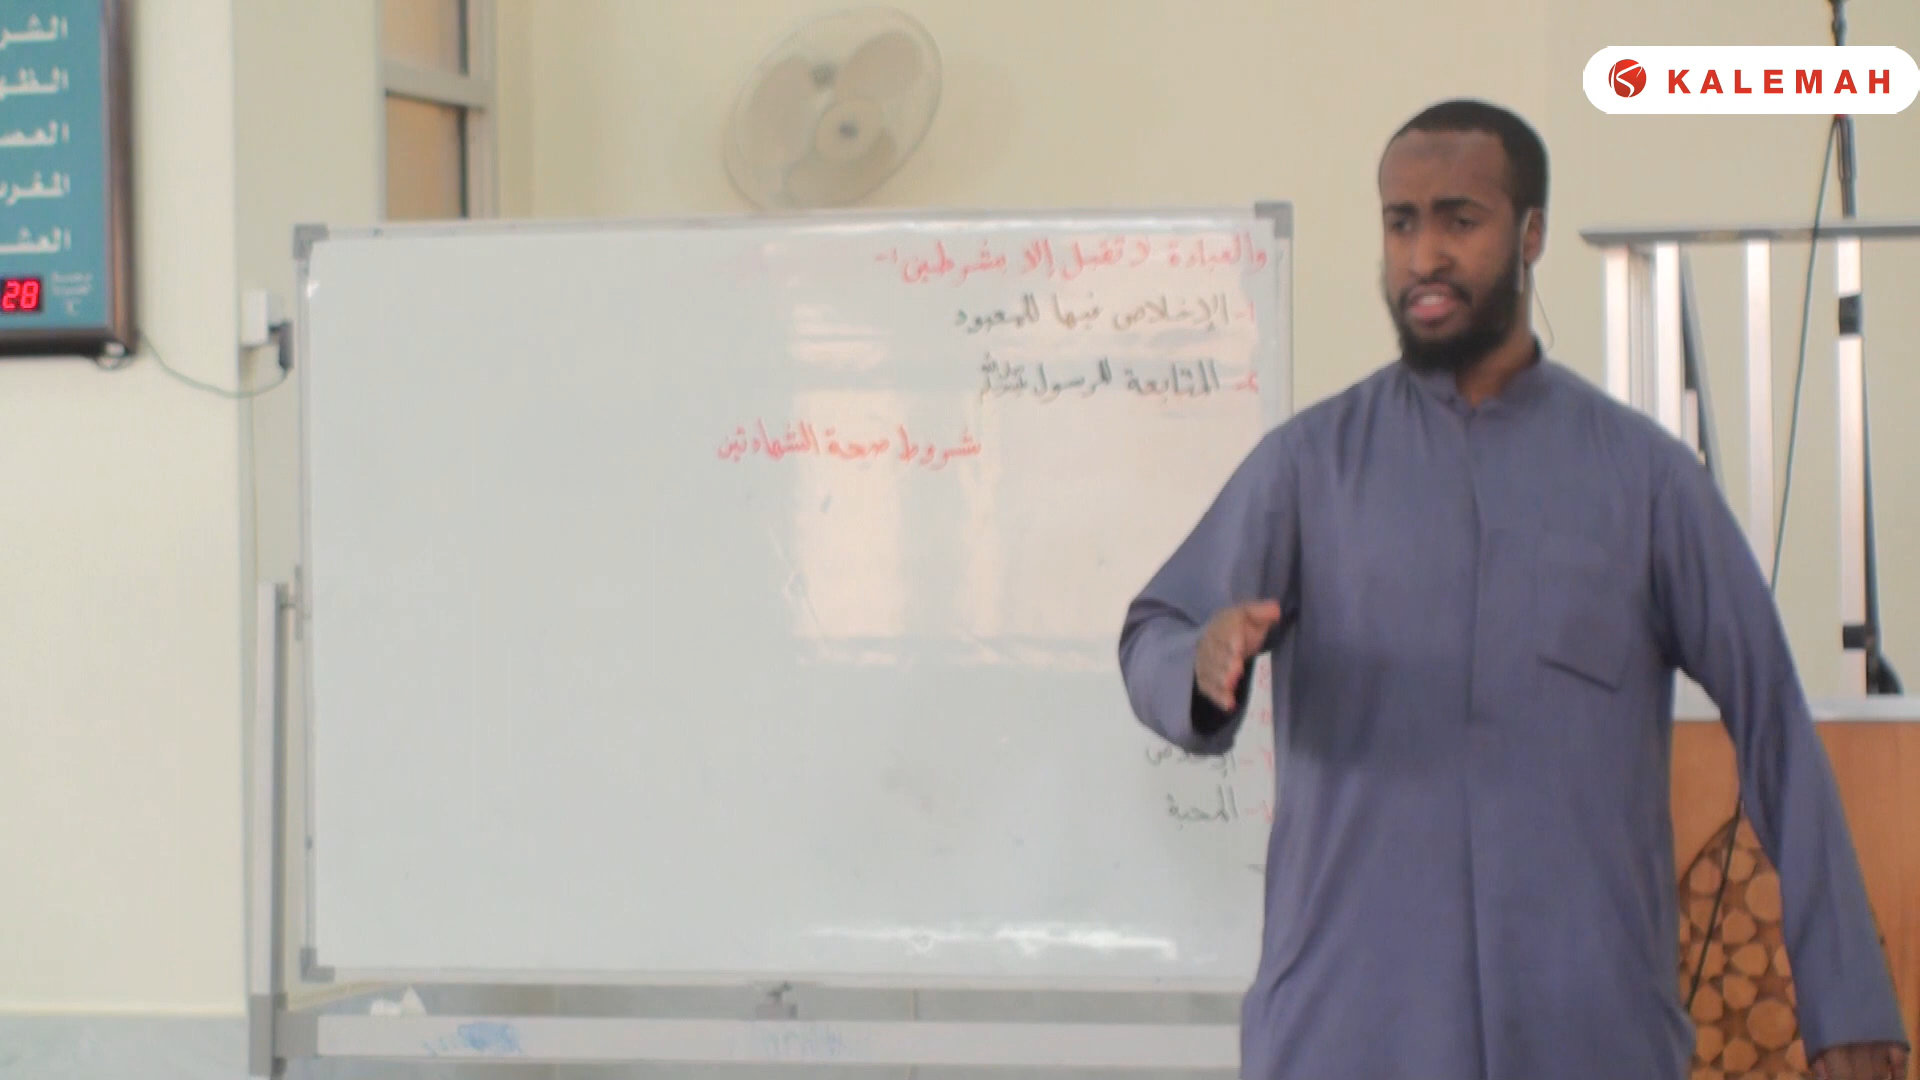 KALEMAH
28
والعبادة لا تقبل إلا بشرطين :-
١- الإخلاص فيها للمعبود
٢- المتابعة للرسول ﷺ
شروط صحة الشهادتين
الإخلاص
المحبة